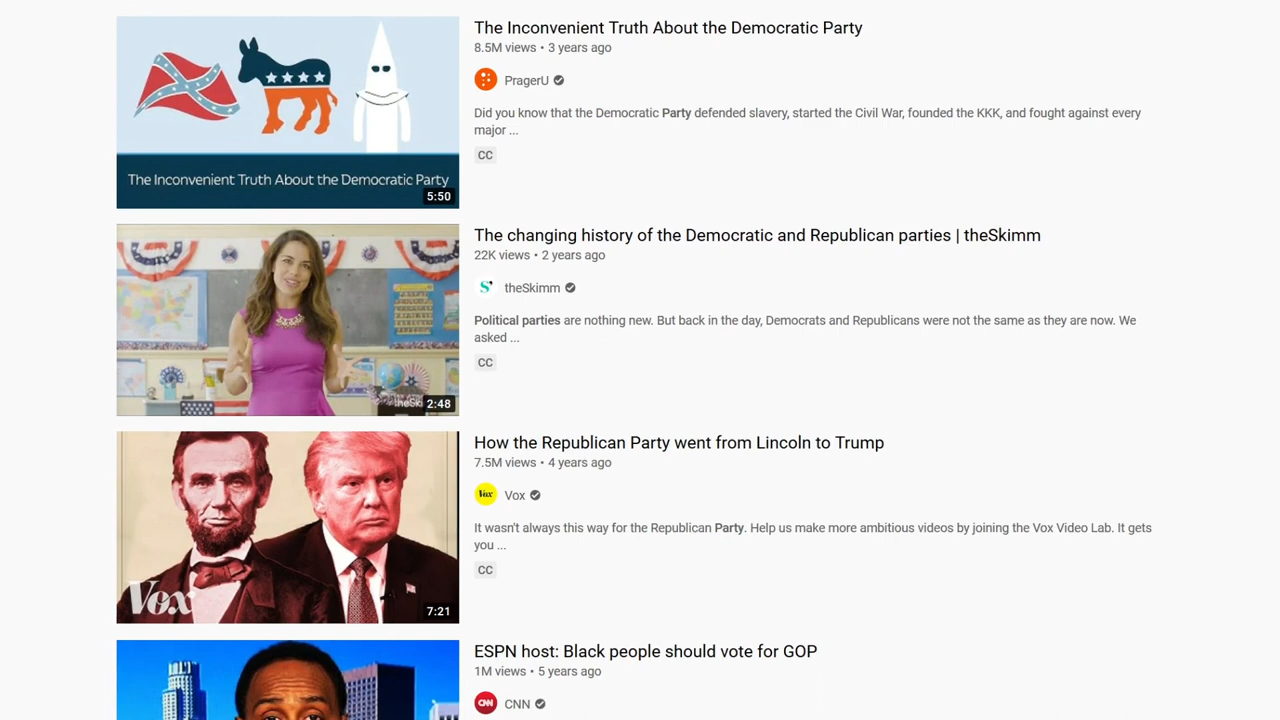 The Inconvenient Truth About the Democratic Party
8.5M views • 3 years ago
PragerU
Did you know that the Democratic Party defended slavery, started the Civil War, founded the KKK, and fought against every
major ...
CC
The Inconvenient Truth About the Democratic Party
5:50
The changing history of the Democratic and Republican parties | theSkimm
22K views • 2 years ago
S
theSkimm
Political parties are nothing new. But back in the day, Democrats and Republicans were not the same as they are now. We
asked ...
CC
theSki
2:48
How the Republican Party went from Lincoln to Trump
7.5M views • 4 years ago
Vox
Vox
It wasn't always this way for the Republican Party. Help us make more ambitious videos by joining the Vox Video Lab. It gets
you ...
CC
Vox
7:21
ESPN host: Black people should vote for GOP
1M views • 5 years ago
CNN
CNN